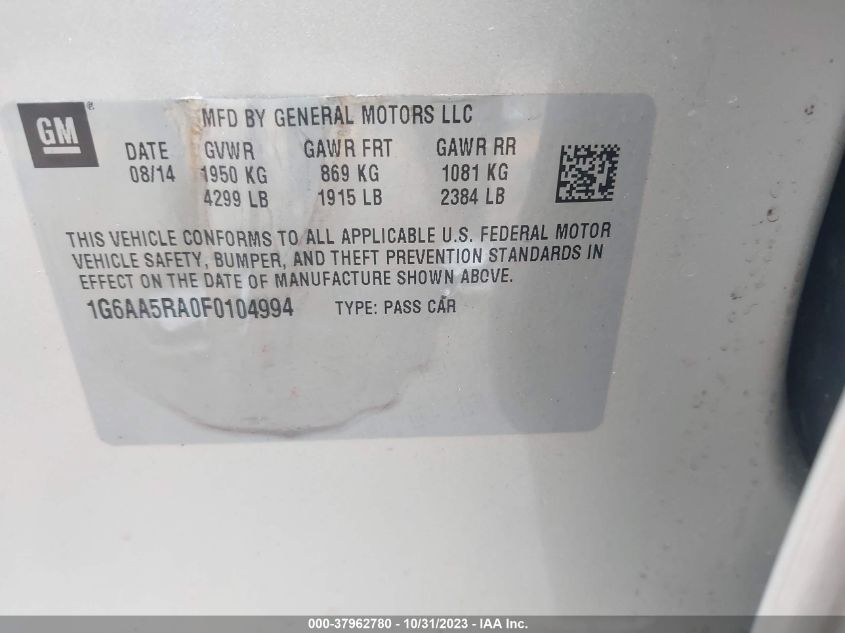 GM®
MFD BY GENERAL MOTORS LLC
DATE GVWR GAWR FRT GAWR RR
08/14 1950 KG 869 KG 1081 KG
4299 LB 1915 LB 2384 LB
THIS VEHICLE CONFORMS TO ALL APPLICABLE U.S. FEDERAL MOTOR
VEHICLE SAFETY, BUMPER, AND THEFT PREVENTION STANDARDS IN
EFFECT ON THE DATE OF MANUFACTURE SHOWN ABOVE.
1G6AA5RA0F0104994 TYPE: PASS CAR
000-37962780 - 10/31/2023 - IAA Inc.